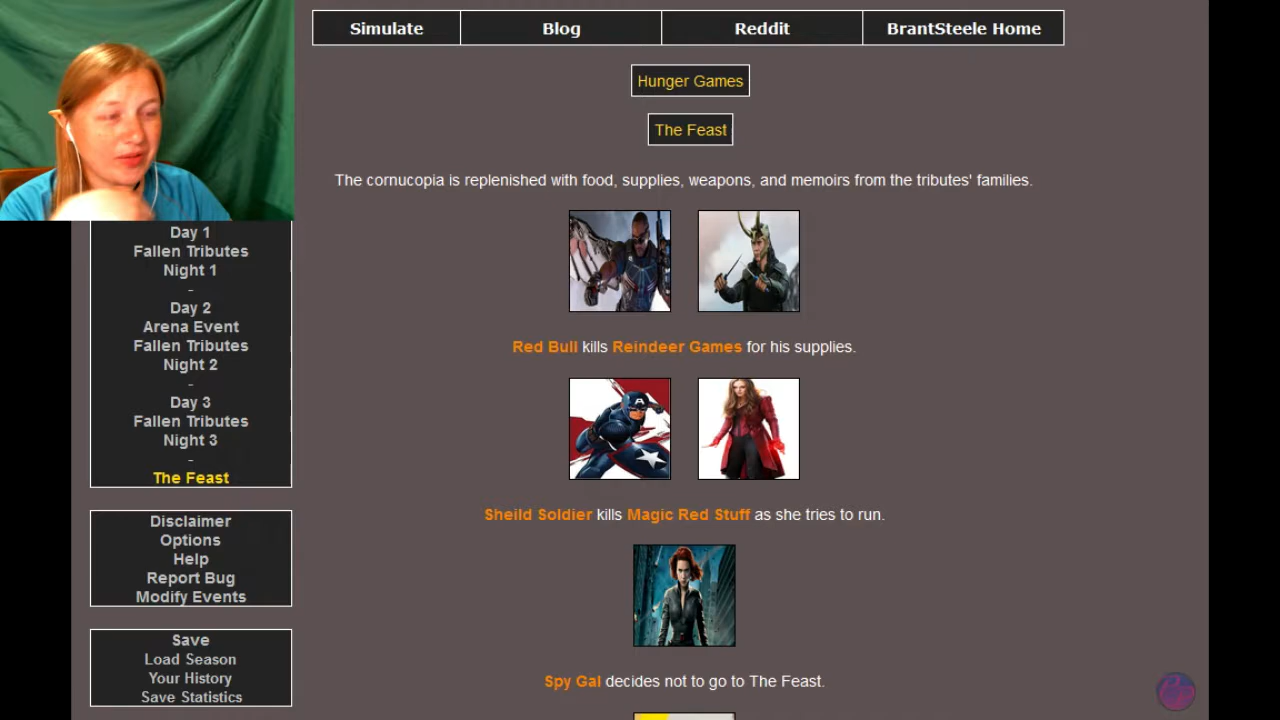 Simulate
Blog
Reddit
BrantSteele Home
Hunger Games
The Feast
The cornucopia is replenished with food, supplies, weapons, and memoirs from the tributes' families.
Red Bull kills Reindeer Games for his supplies.
Sheild Soldier kills Magic Red Stuff as she tries to run.
Spy Gal decides not to go to The Feast.
Day 1
Fallen Tributes
Night 1
-
Day 2
Arena Event
Fallen Tributes
Night 2
-
Day 3
Fallen Tributes
Night 3
-
The Feast
Disclaimer
Options
Help
Report Bug
Modify Events
Save
Load Season
Your History
Save Statistics